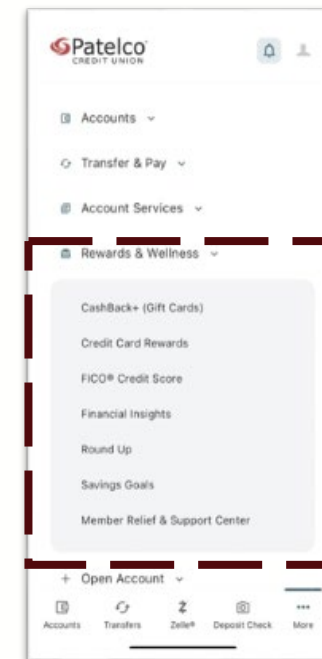 Patelco
CREDIT UNION
Accounts
Transfer & Pay
Account Services
Rewards & Wellness
CashBack+ (Gift Cards)
Credit Card Rewards
FICO® Credit Score
Financial Insights
Round Up
Savings Goals
Member Relief & Support Center
+ Open Account
Accounts Transfers Zelle® Deposit Check More